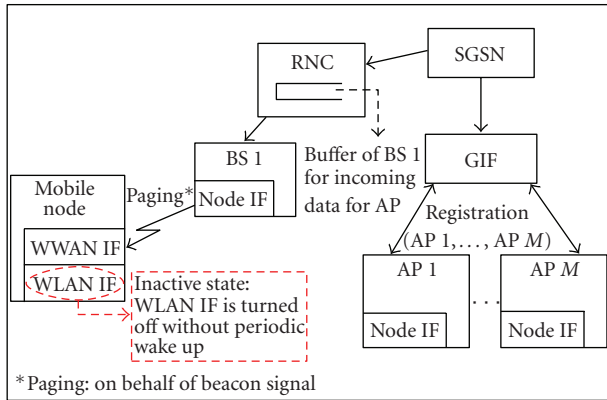 RNC
SGSN
BS 1
Node IF
Buffer of BS 1
for incoming
data for AP
GIF
Mobile
node
Paging*
WWAN IF
WLAN IF
Registration
(AP 1,..., AP M)
AP 1
Node IF
...
AP M
Node IF
Inactive state:
WLAN IF is turned
off without periodic
wake up
*Paging: on behalf of beacon signal